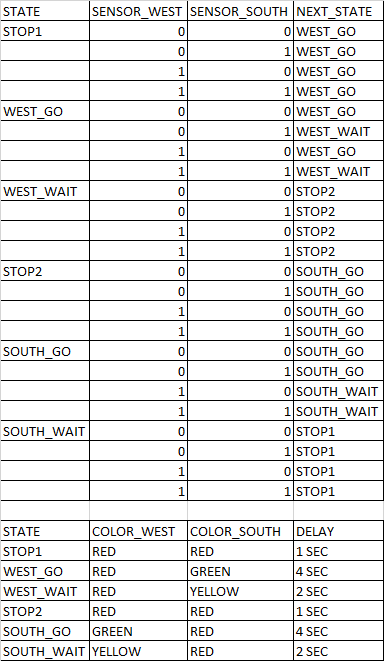 STATE SENSOR_WEST SENSOR_SOUTH NEXT_STATE
STOP1 0 0 WEST_GO
0 1 WEST_GO
1 0 WEST_GO
1 1 WEST_GO
WEST_GO 0 0 WEST_GO
0 1 WEST_WAIT
1 0 WEST_GO
1 1 WEST_WAIT
WEST_WAIT 0 0 STOP2
0 1 STOP2
1 0 STOP2
1 1 STOP2
STOP2 0 0 SOUTH_GO
0 1 SOUTH_GO
1 0 SOUTH_GO
1 1 SOUTH_GO
SOUTH_GO 0 0 SOUTH_GO
0 1 SOUTH_GO
1 0 SOUTH_WAIT
1 1 SOUTH_WAIT
SOUTH_WAIT 0 0 STOP1
0 1 STOP1
1 0 STOP1
1 1 STOP1
STATE COLOR_WEST COLOR_SOUTH DELAY
STOP1 RED RED 1 SEC
WEST_GO RED GREEN 4 SEC
WEST_WAIT RED YELLOW 2 SEC
STOP2 RED RED 1 SEC
SOUTH_GO GREEN RED 4 SEC
SOUTH_WAIT YELLOW RED 2 SEC